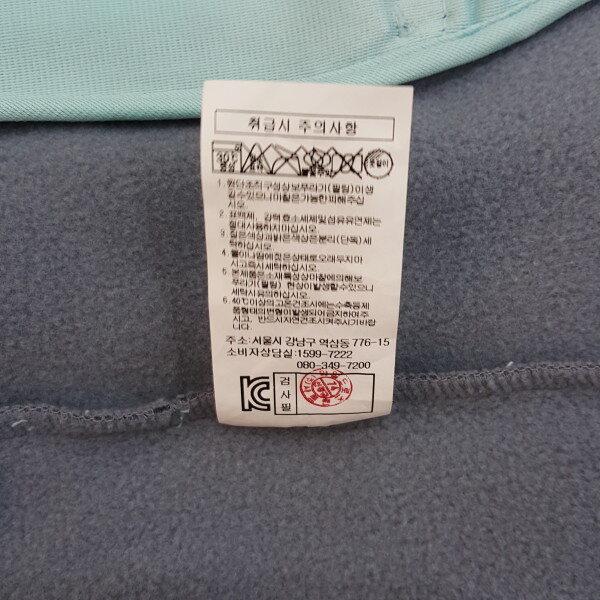 취급시 주의사항
1. 원단조직구성상보푸라기(필링)이생
길수있으니마찰은가능한피해주십
시오.
2. 표백제, 강력효소세제및섬유유연제는
절대사용하지마십시오.
3. 짙은색상과밝은색상은분리(단독)세
탁하십시오.
4. 물이나땀에젖은상태로오래두지마
시고즉시세탁하십시오.
5. 본제품은소재특성상마찰에의해보
푸라기(필링) 현상이발생할수있으니
세탁시유의하십시오.
6. 40℃이상의고온건조시에는수축등제
품형태의변형이발생되어금지하여주
시고, 반드시자연건조시켜주시기바랍
니다.
주소: 서울시 강남구 역삼동 776-15
소비자상담실:1599-7222
080-349-7200
검
사
필